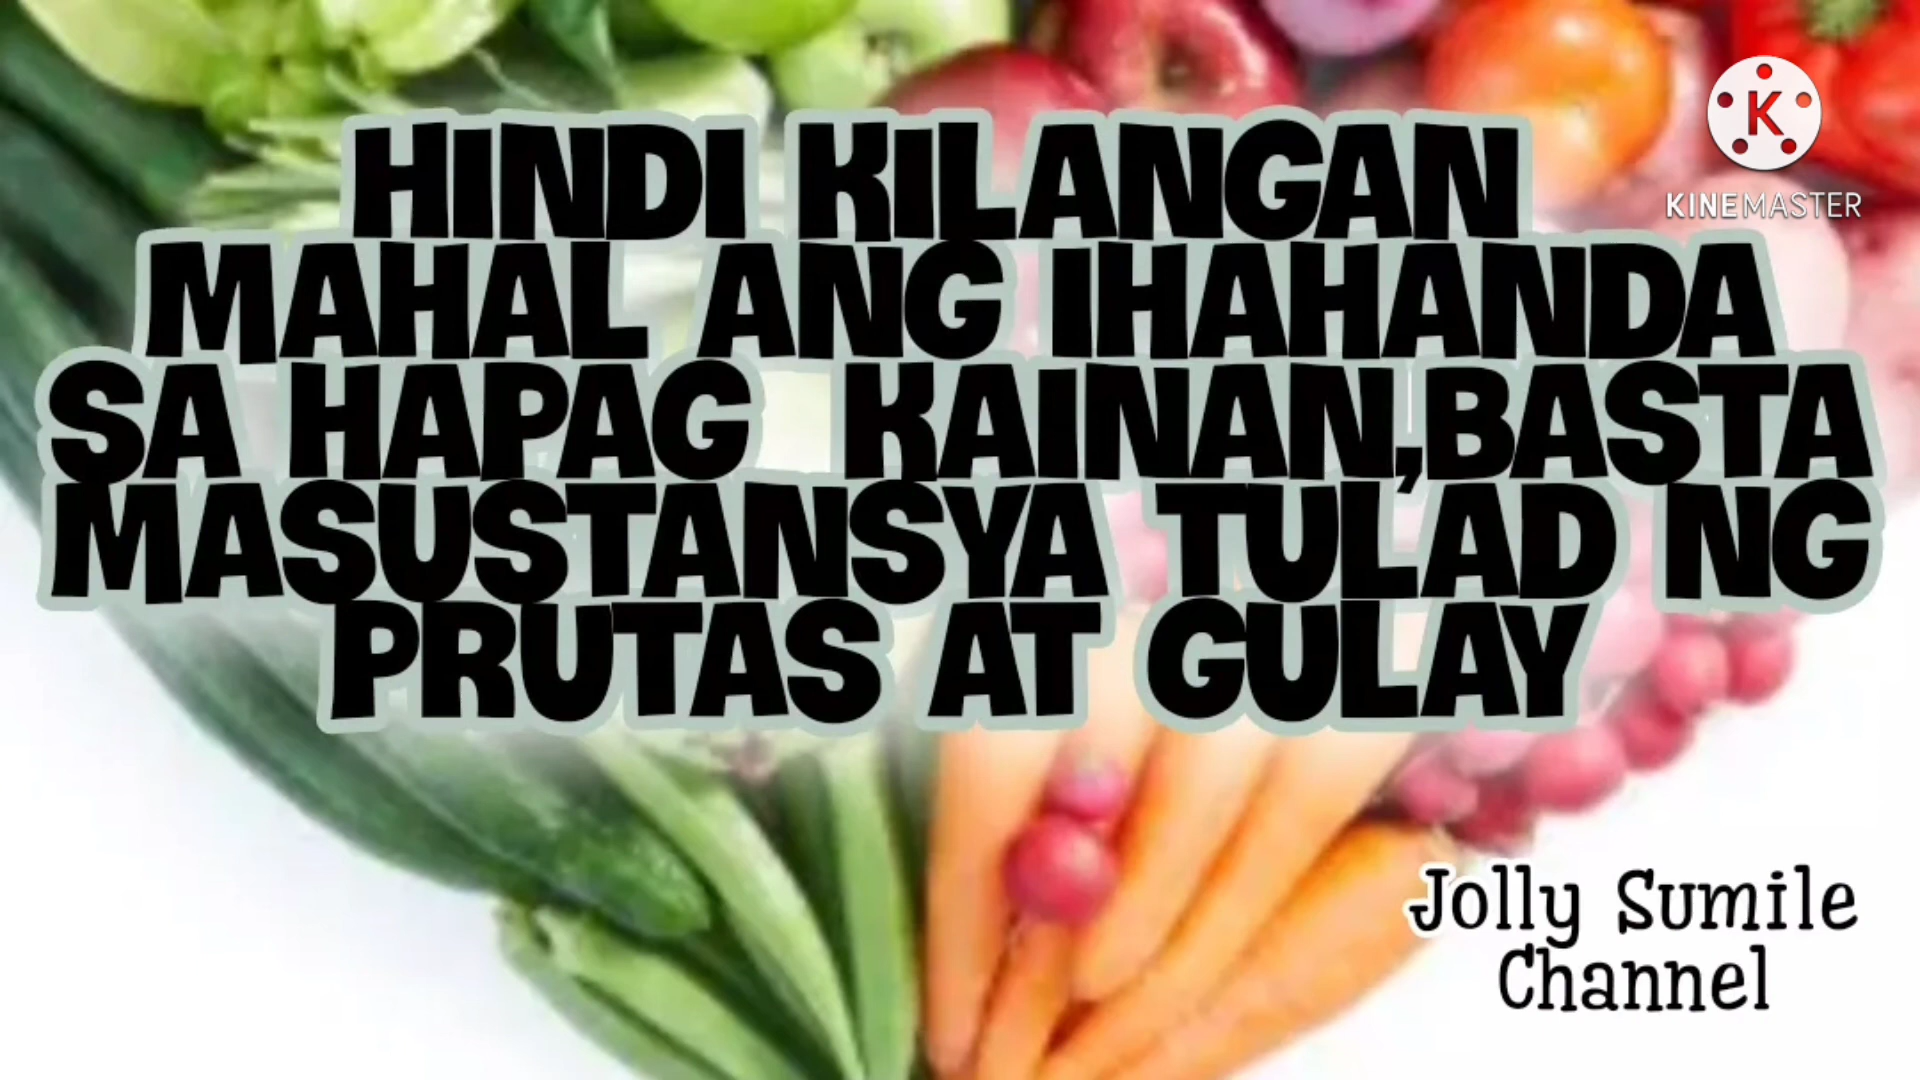 HINDI KILANGAN
MAHAL ANG IHAHANDA
SA HAPAG KAINAN,BASTA
MASUSTANSYA TULAD NG
PRUTAS AT GULAY
K
KINEMASTER
Jolly Sumile
Channel